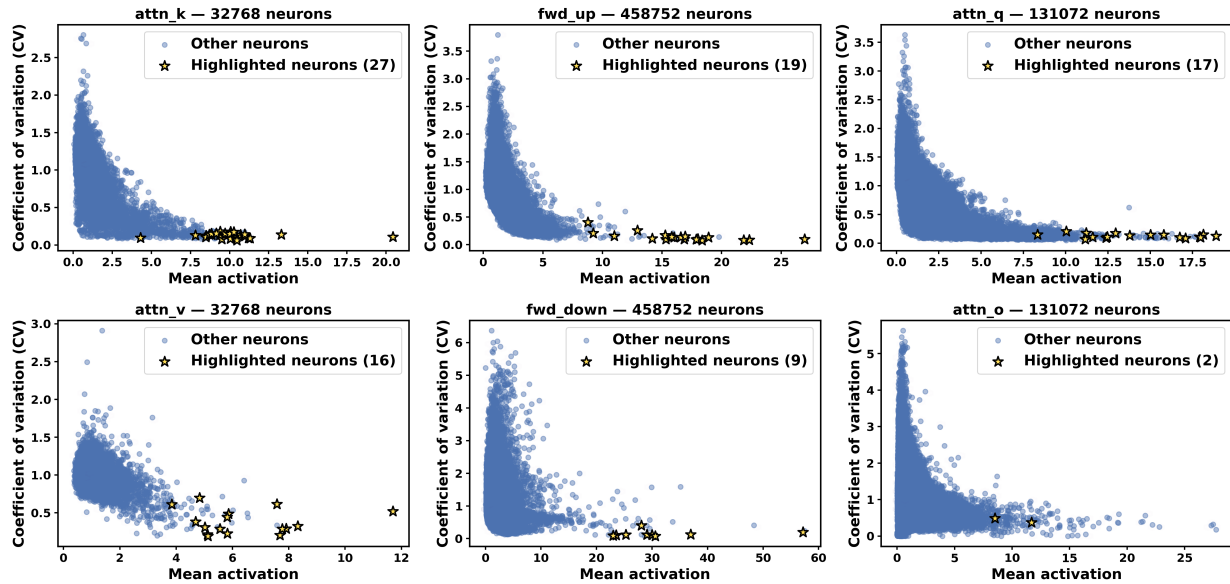 attn_k — 32768 neurons
Coefficient of variation (CV)
2.5
2.0
1.5
1.0
0.5
0.0
Other neurons
Highlighted neurons (27)
0.0 2.5 5.0 7.5 10.0 12.5 15.0 17.5 20.0
Mean activation
fwd_up — 458752 neurons
Coefficient of variation (CV)
3.5
3.0
2.5
2.0
1.5
1.0
0.5
0.0
Other neurons
Highlighted neurons (19)
0 5 10 15 20 25
Mean activation
attn_q — 131072 neurons
Coefficient of variation (CV)
3.5
3.0
2.5
2.0
1.5
1.0
0.5
0.0
Other neurons
Highlighted neurons (17)
0.0 2.5 5.0 7.5 10.0 12.5 15.0 17.5
Mean activation
attn_v — 32768 neurons
Coefficient of variation (CV)
3.0
2.5
2.0
1.5
1.0
0.5
Other neurons
Highlighted neurons (16)
0 2 4 6 8 10 12
Mean activation
fwd_down — 458752 neurons
Coefficient of variation (CV)
6
5
4
3
2
1
0
Other neurons
Highlighted neurons (9)
0 10 20 30 40 50 60
Mean activation
attn_o — 131072 neurons
Coefficient of variation (CV)
5
4
3
2
1
0
Other neurons
Highlighted neurons (2)
0 5 10 15 20 25
Mean activation